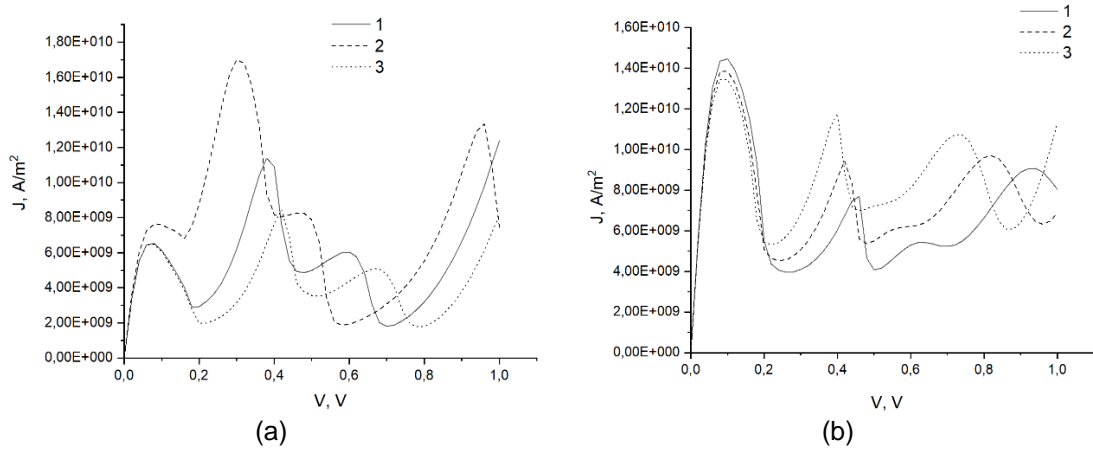 1
2
3
1,80E+010
1,60E+010
1,40E+010
1,20E+010
1,00E+010
8,00E+009
6,00E+009
4,00E+009
2,00E+009
0,00E+000
J, A/m²
0,0
0,2
0,4
0,6
0,8
1,0
V, V
(a)
1
2
3
1,60E+010
1,40E+010
1,20E+010
1,00E+010
8,00E+009
6,00E+009
4,00E+009
2,00E+009
0,00E+000
J, A/m²
0,0
0,2
0,4
0,6
0,8
1,0
V, V
(b)